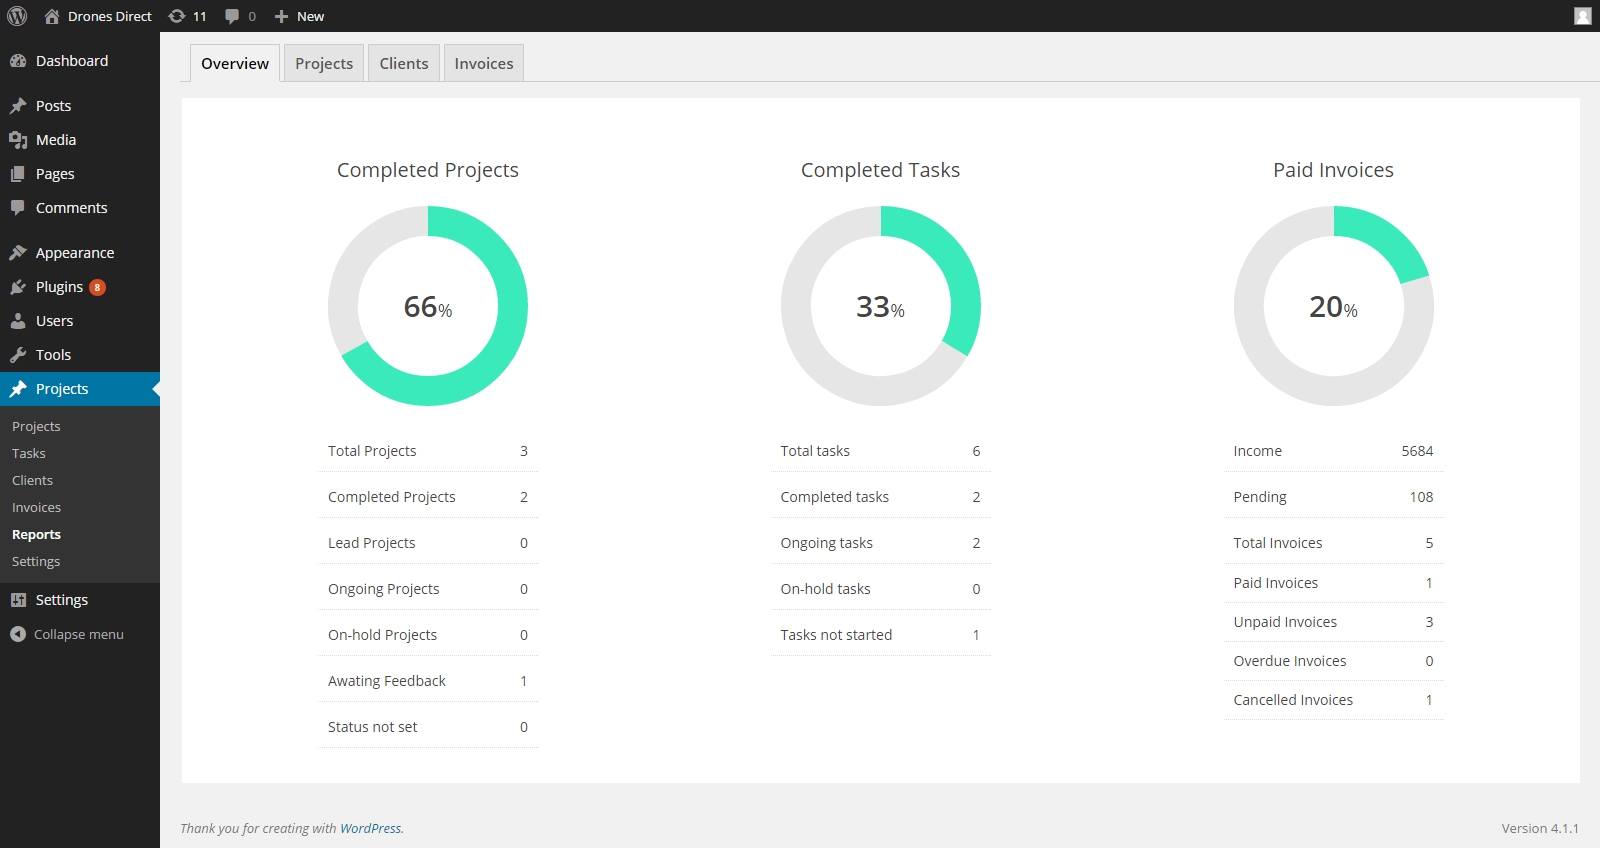 Drones Direct 11 0 New
Dashboard
Posts
Media
Pages
Comments
Appearance
Plugins 8
Users
Tools
Projects
Projects
Tasks
Clients
Invoices
Reports
Settings
Settings
Collapse menu
Overview Projects Clients Invoices
Completed Projects
66%
Total Projects 3
Completed Projects 2
Lead Projects 0
Ongoing Projects 0
On-hold Projects 0
Awating Feedback 1
Status not set 0
Completed Tasks
33%
Total tasks 6
Completed tasks 2
Ongoing tasks 2
On-hold tasks 0
Tasks not started 1
Paid Invoices
20%
Income 5684
Pending 108
Total Invoices 5
Paid Invoices 1
Unpaid Invoices 3
Overdue Invoices 0
Cancelled Invoices 1
Thank you for creating with WordPress.
Version 4.1.1